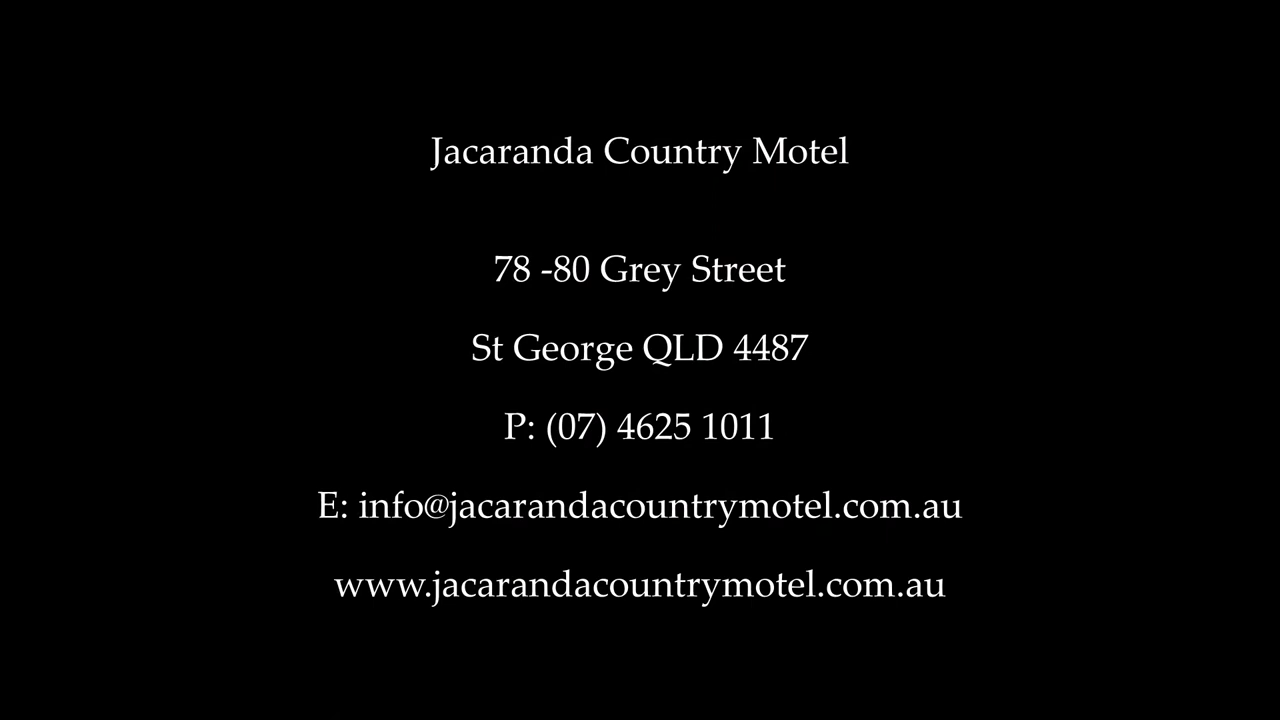 Jacaranda Country Motel
78 -80 Grey Street
St George QLD 4487
P: (07) 4625 1011
E: info@jacarandacountrymotel.com.au
www.jacarandacountrymotel.com.au